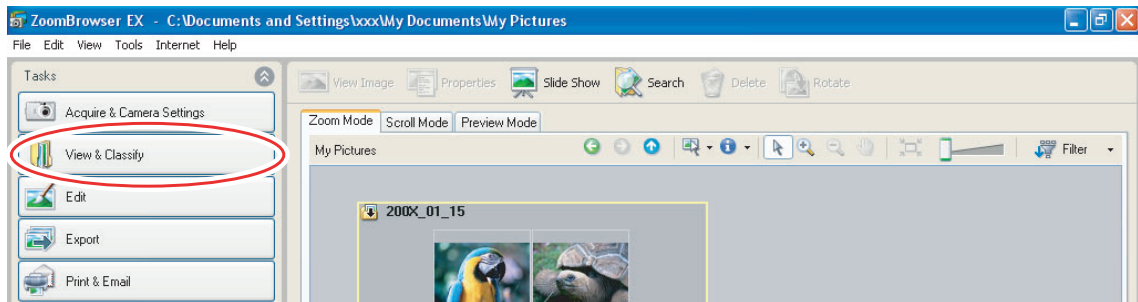 ZoomBrowser EX - C:\Documents and Settings\xxx\My Documents\My Pictures
File Edit View Tools Internet Help
Tasks
Acquire & Camera Settings
View & Classify
Edit
Export
Print & Email
View Image Properties Slide Show Search Delete Rotate
Zoom Mode Scroll Mode Preview Mode
My Pictures Filter
200X_01_15